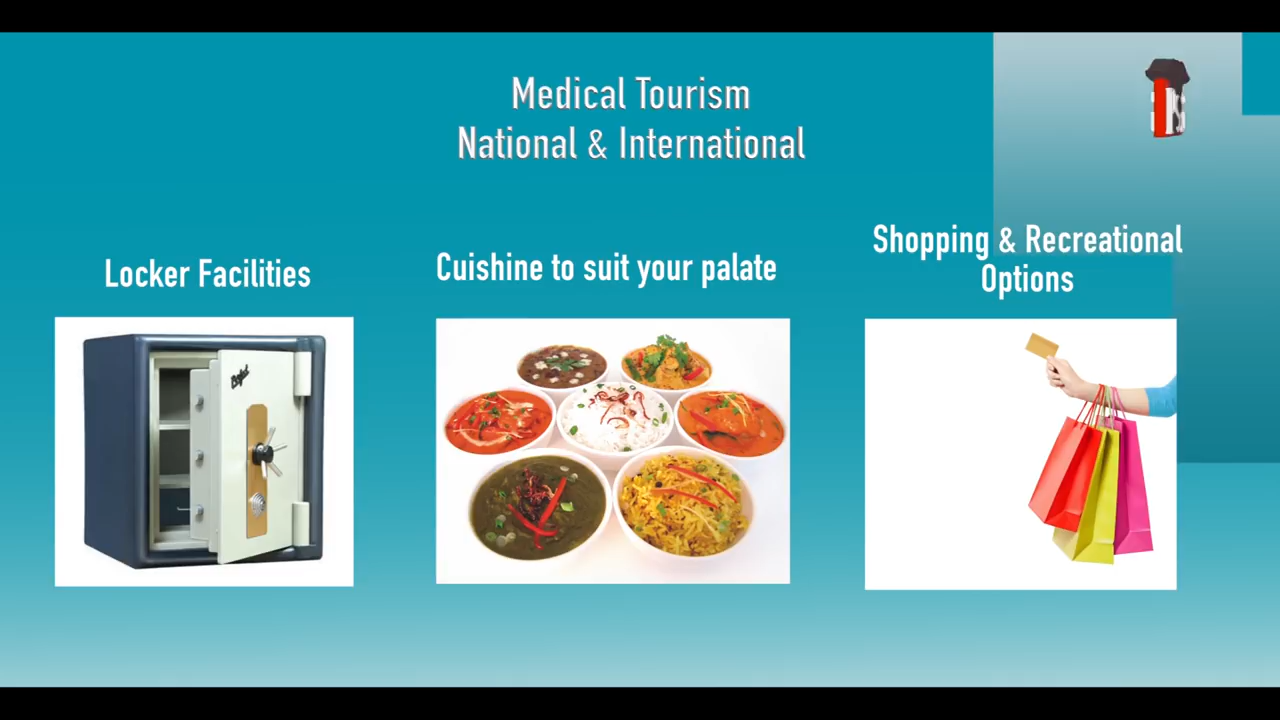 Medical Tourism
National & International
Locker Facilities
Cuishine to suit your palate
Shopping & Recreational
Options